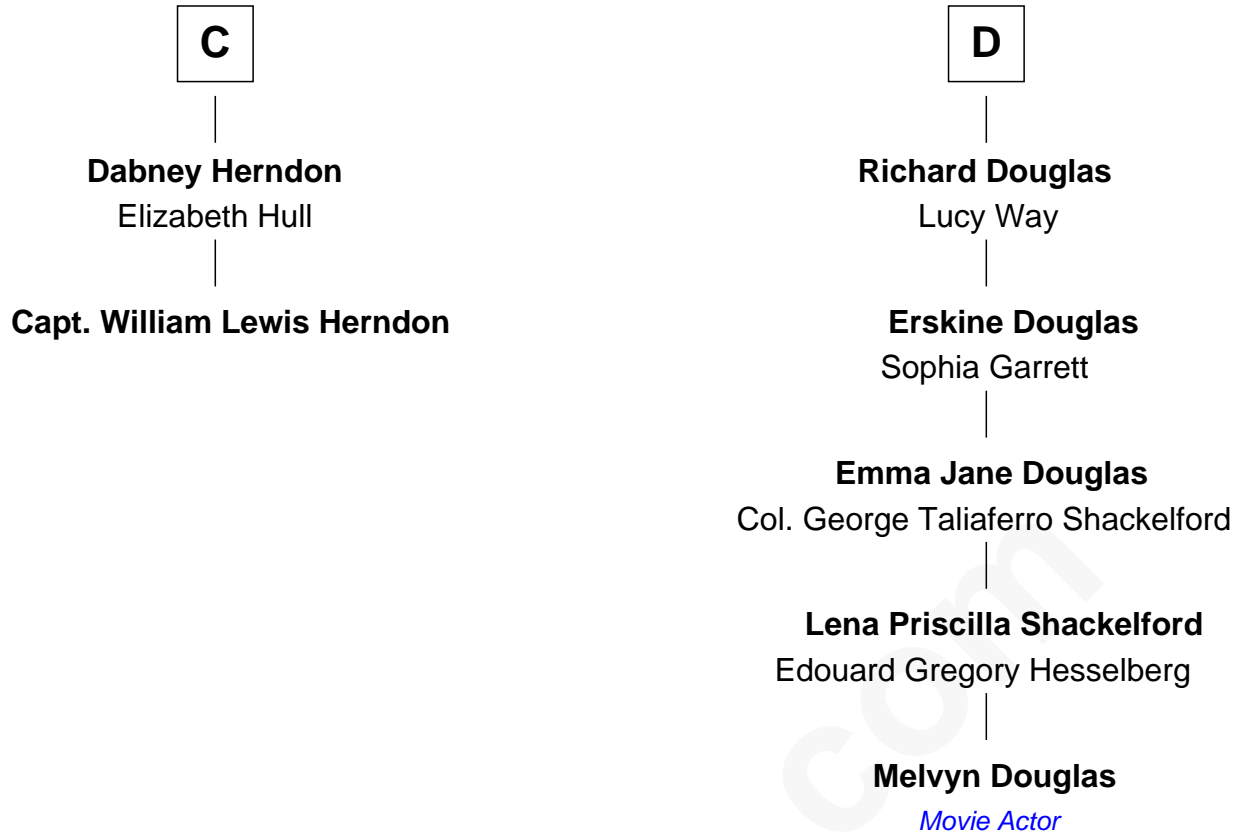 C
Dabney Herndon
Elizabeth Hull
Capt. William Lewis Herndon
D
Richard Douglas
Lucy Way
Erskine Douglas
Sophia Garrett
Emma Jane Douglas
Col. George Taliaferro Shackelford
Lena Priscilla Shackelford
Edouard Gregory Hesselberg
Melvyn Douglas
Movie Actor
com